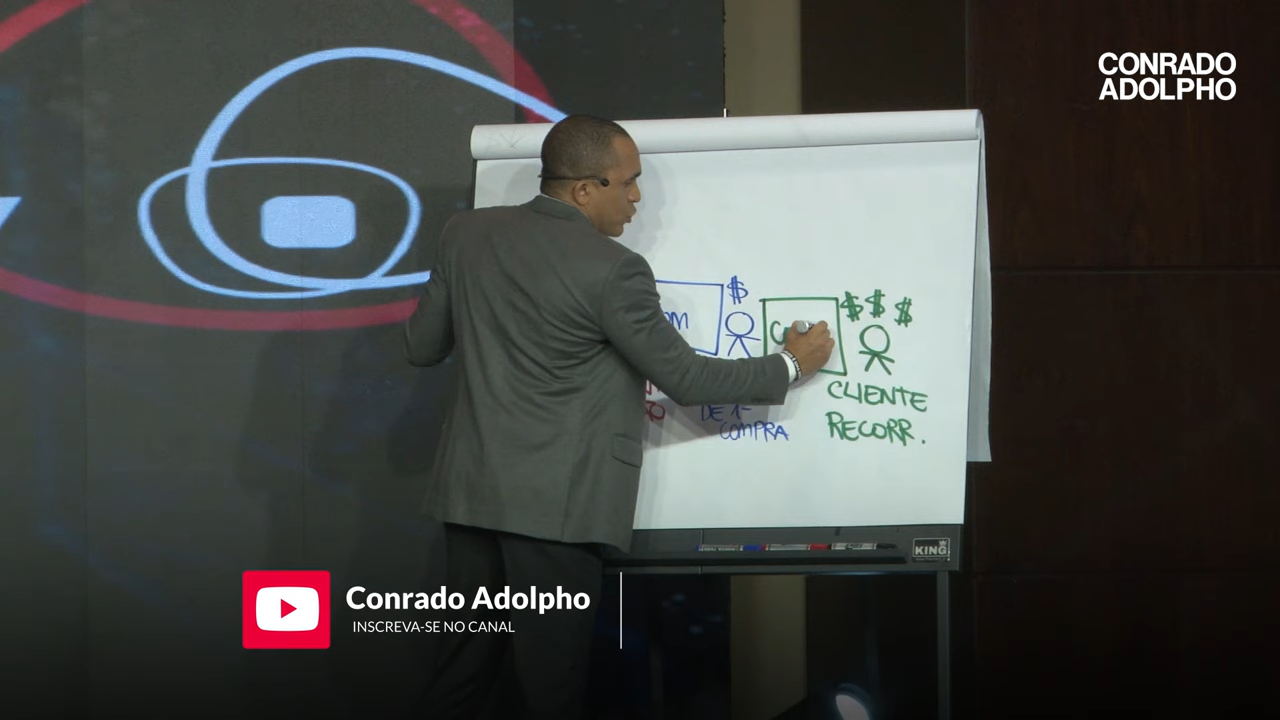 CONRADO
ADOLPHO
$
$ $ $
CLIENTE
RECORR.
DE 1ª
COMPRA
KING
Conrado Adolpho
INSCREVA-SE NO CANAL